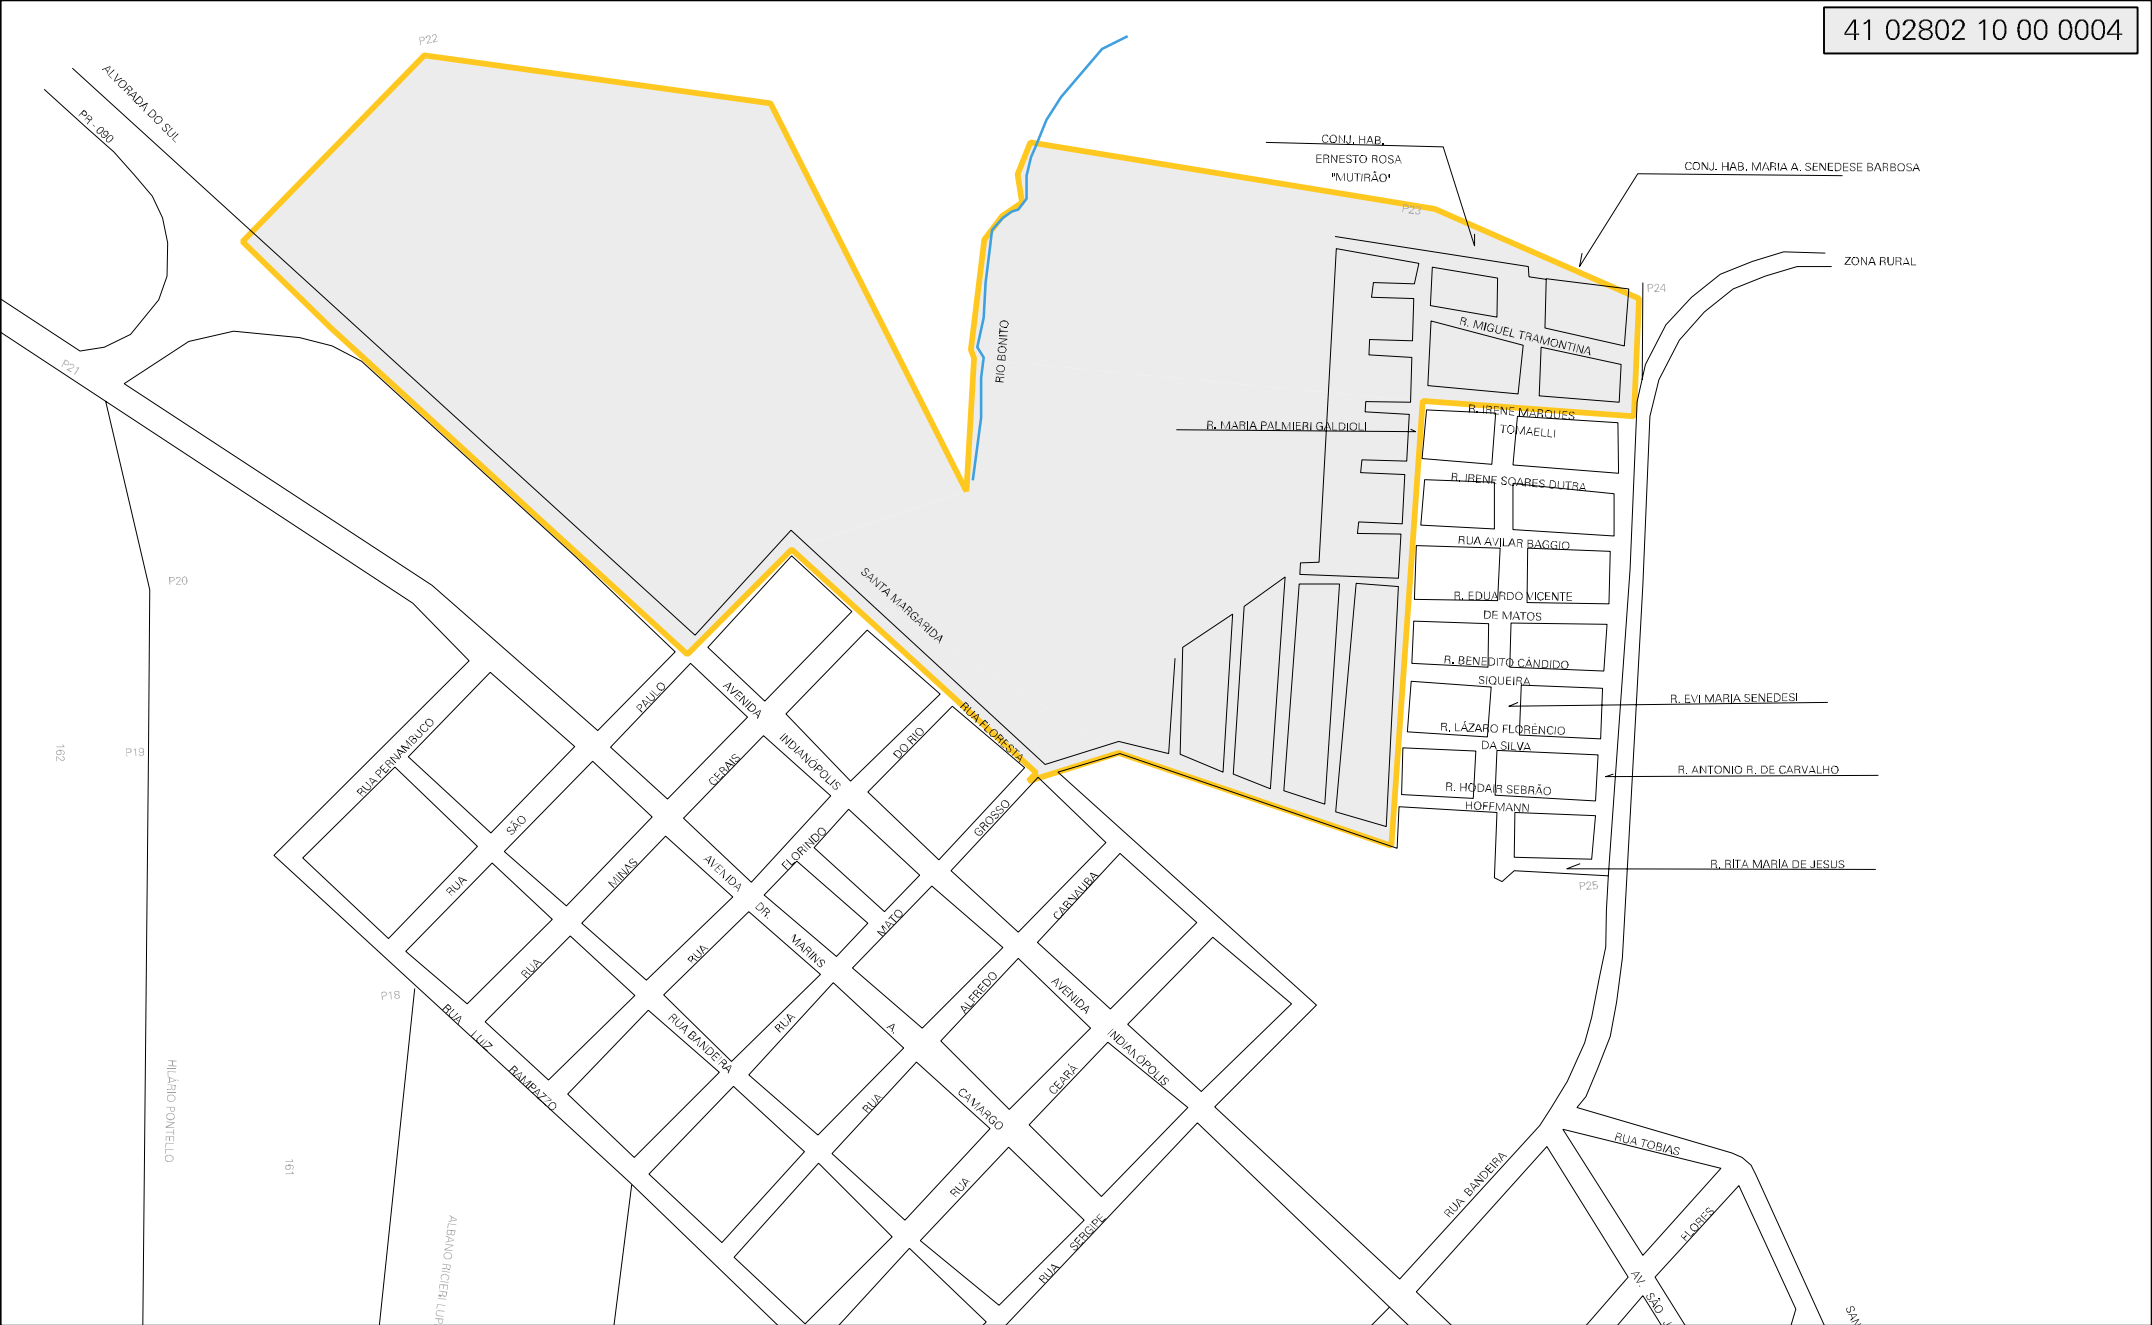 41 02802 10 00 0004
P22
ALVORADA DO SUL
PR - 090
CONJ. HAB.
ERNESTO ROSA
"MUTIRÃO"
CONJ. HAB. MARIA A. SENEDESE BARBOSA
P23
ZONA RURAL
P24
R. MIGUEL TRAMONTINA
RIO BONITO
P21
R. IRENE MARQUES
TOMAELLI
R. MARIA PALMIERI GALDIOLI
R. IRENE SOARES DUTRA
RUA AVILAR BAGGIO
P20
SANTA MARGARIDA
R. EDUARDO VICENTE
DE MATOS
R. BENEDITO CÂNDIDO
SIQUEIRA
R. EVI MARIA SENEDESI
R. LÁZARO FLORÊNCIO
DA SILVA
R. ANTONIO R. DE CARVALHO
R. HODAIR SEBRÃO
HOFFMANN
R. RITA MARIA DE JESUS
P25
162
P19
RUA PERNAMBUCO
PAULO
SÃO
RUA
AVENIDA
INDIANÓPOLIS
DO RIO
RUA FLORESTA
CERAIS
MINAS
RUA
FLORINDO
RUA
GROSSO
MATO
RUA
AVENIDA
DR.
MARINS
A.
CAMARGO
CARNAUBA
ALFREDO
RUA
AVENIDA
INDIANÓPOLIS
CEARÁ
RUA
P18
RUA
LUIZ
RAMPAZZO
RUA BANDEIRA
SERGIPE
RUA
HILÁRIO PONTELLO
161
ALBANO RICIERI LUP
RUA BANDEIRA
RUA TOBIAS
FLORES
AV.
SÃO J
SAN